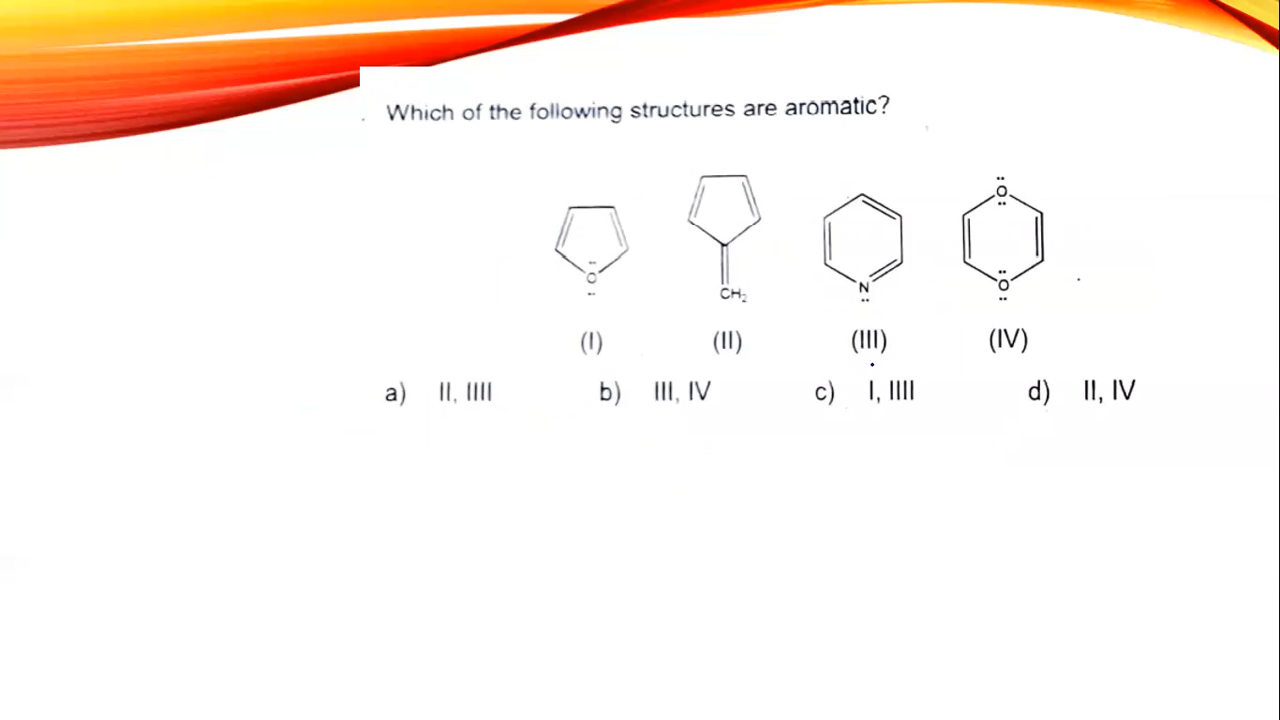 Which of the following structures are aromatic?
O
CH2
N
O
O
(I) (II) (III) (IV)
a) II, IIII b) III, IV c) I, IIII d) II, IV